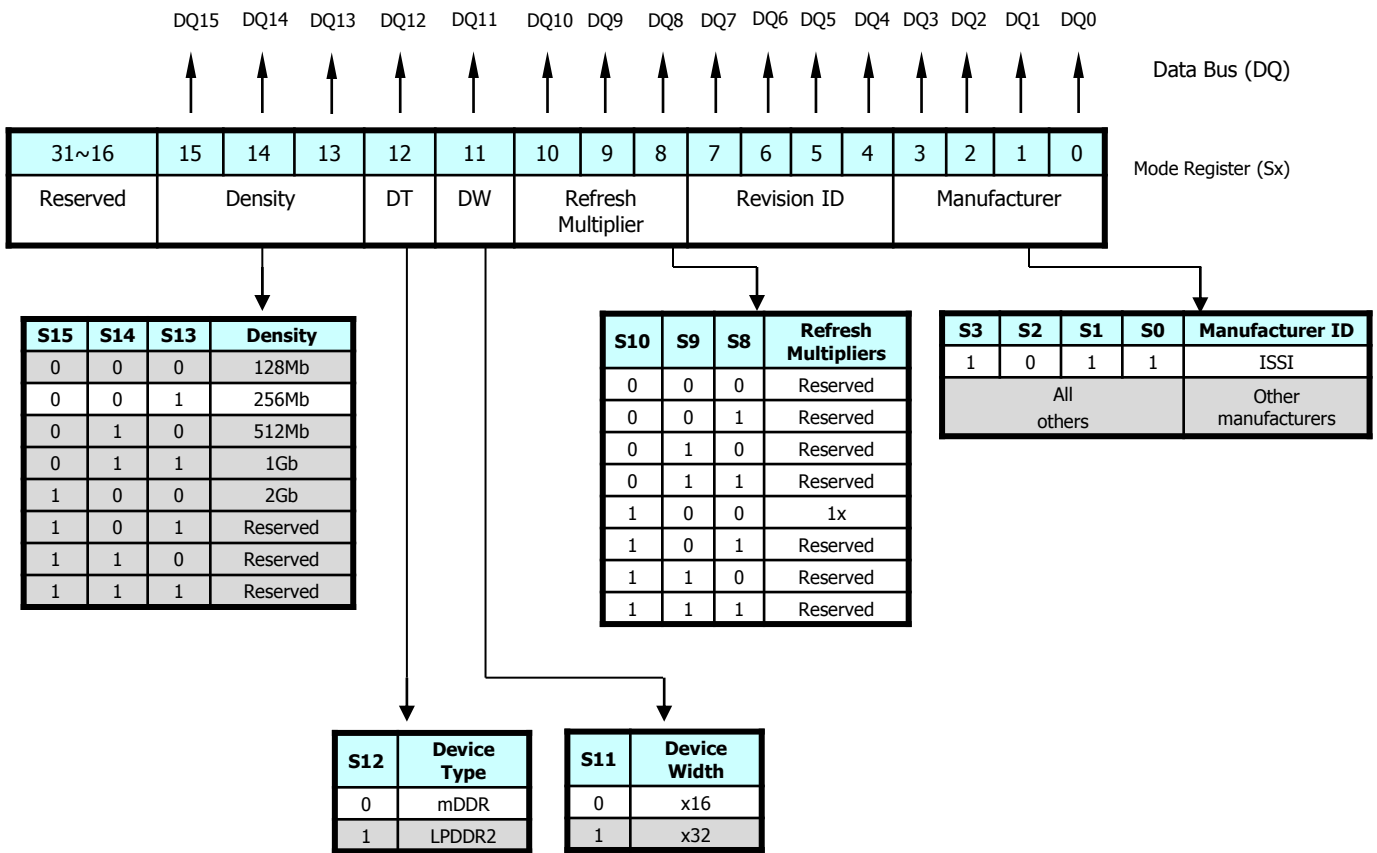 DQ15 DQ14 DQ13 DQ12 DQ11 DQ10 DQ9 DQ8 DQ7 DQ6 DQ5 DQ4 DQ3 DQ2 DQ1 DQ0
Data Bus (DQ)
31~16 15 14 13 12 11 10 9 8 7 6 5 4 3 2 1 0
Mode Register (Sx)
Reserved Density DT DW Refresh Revision ID Manufacturer
Multiplier
S15 S14 S13 Density
0 0 0 128Mb
0 0 1 256Mb
0 1 0 512Mb
0 1 1 1Gb
1 0 0 2Gb
1 0 1 Reserved
1 1 0 Reserved
1 1 1 Reserved
S10 S9 S8 Refresh
Multipliers
0 0 0 Reserved
0 0 1 Reserved
0 1 0 Reserved
0 1 1 Reserved
1 0 0 1x
1 0 1 Reserved
1 1 0 Reserved
1 1 1 Reserved
S3 S2 S1 S0 Manufacturer ID
1 0 1 1 ISSI
All Other
others manufacturers
S12 Device
Type
0 mDDR
1 LPDDR2
S11 Device
Width
0 x16
1 x32